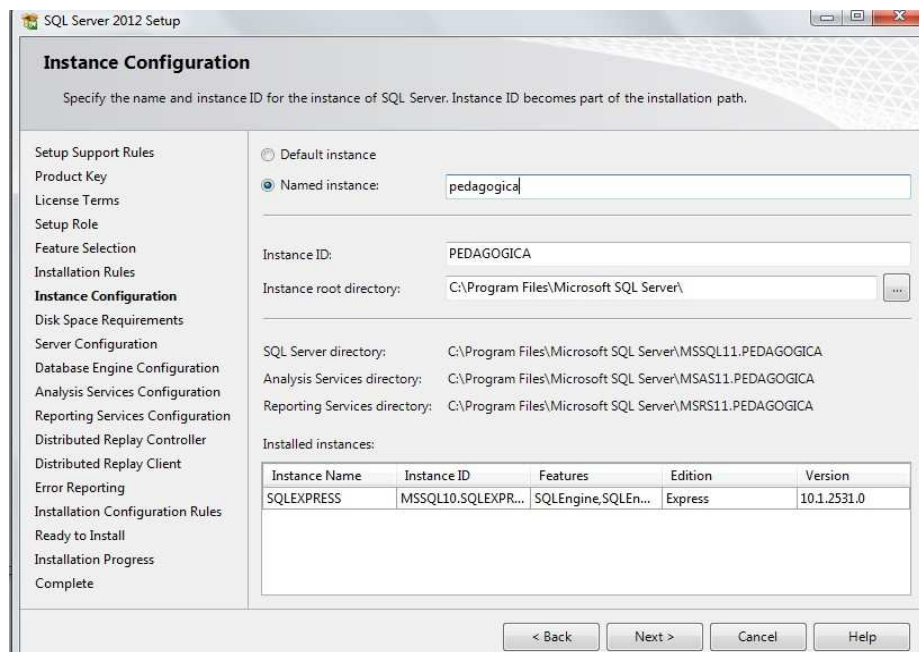 SQL Server 2012 Setup
Instance Configuration
Specify the name and instance ID for the instance of SQL Server. Instance ID becomes part of the installation path.
Setup Support Rules
Product Key
License Terms
Setup Role
Feature Selection
Installation Rules
Instance Configuration
Disk Space Requirements
Server Configuration
Database Engine Configuration
Analysis Services Configuration
Reporting Services Configuration
Distributed Replay Controller
Distributed Replay Client
Error Reporting
Installation Configuration Rules
Ready to Install
Installation Progress
Complete
Default instance
Named instance: pedagogica
Instance ID: PEDAGOGICA
Instance root directory: C:\Program Files\Microsoft SQL Server\ ...
SQL Server directory: C:\Program Files\Microsoft SQL Server\MSSQL11.PEDAGOGICA
Analysis Services directory: C:\Program Files\Microsoft SQL Server\MSAS11.PEDAGOGICA
Reporting Services directory: C:\Program Files\Microsoft SQL Server\MSRS11.PEDAGOGICA
Installed instances:
Instance Name Instance ID Features Edition Version
SQLEXPRESS MSSQL10.SQLEXPR... SQLEngine,SQLEn... Express 10.1.2531.0
< Back Next > Cancel Help